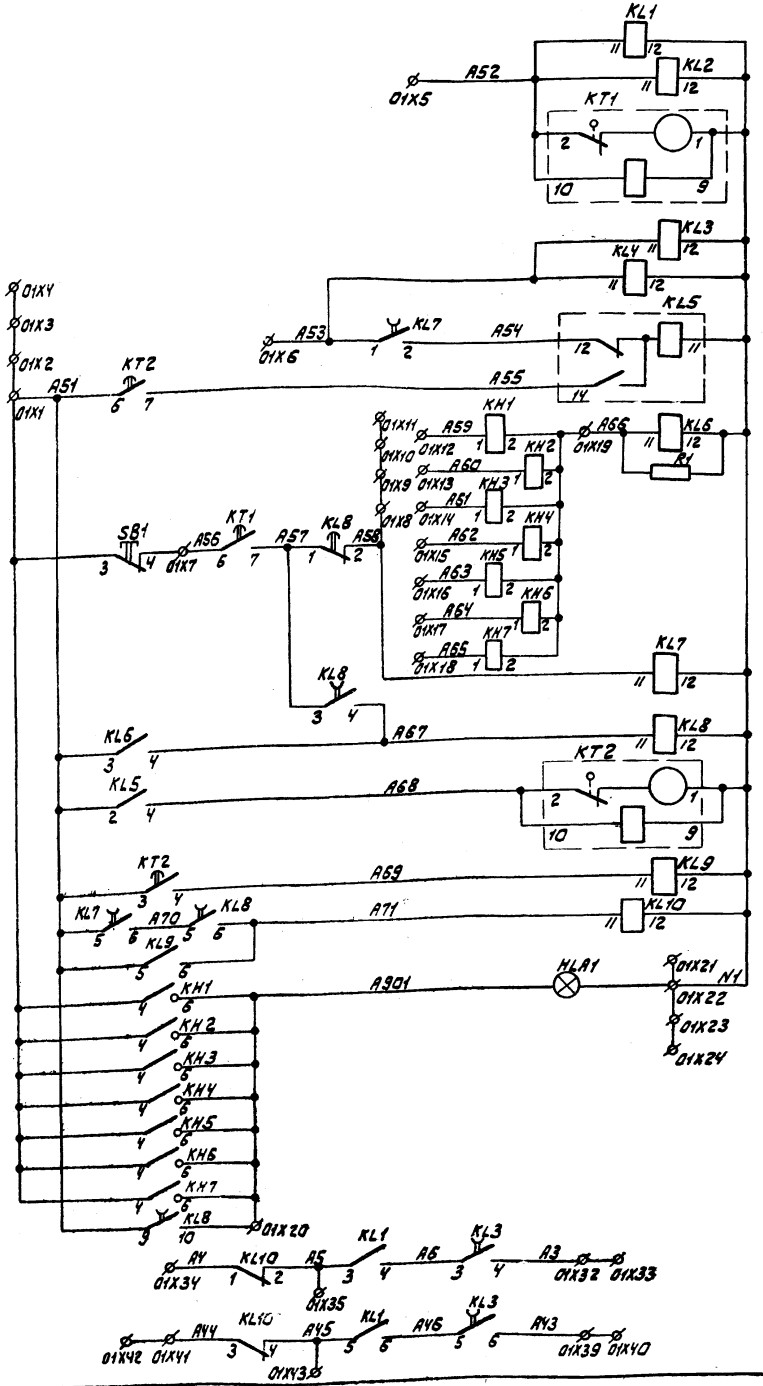 KL1
11 12
A52 KL2
01X5 11 12
KT1
2 1
10 9
KL3
11 12
KL4
11 12
01X4
01X3
01X2
01X1
KL5
A53 KL7 A54
01X6 1 2 12 11
A51 KT2 A55
6 7 14
01X11
01X10
01X9
01X8
A59 KH1
01X12 1 2
A60 KH2
01X13 1 2
A61 KH3
01X14 1 2
A62 KH4
01X15 1 2
A63 KH5
01X16 1 2
A64 KH6
01X17 1 2
A65 KH7
01X18 1 2
A66 KL6
01X19 11 12
R1
SB1 A56 KT1 A57 KL8 A58
3 4 01X7 6 7 1 2
KL7
11 12
KL8
3 4
KL6 A67 KL8
3 4 11 12
KT2
KL5 A68
2 4 2 1
10 9
KT2 A69 KL9
3 4 11 12
KL7 A70 KL8 A71 KL10
5 6 5 6 11 12
KL9
5 6
KH1 A901 HLA1
4 6
01X21
01X22 N1
01X23
01X24
KH2
4 6
KH3
4 6
KH4
4 6
KH5
4 6
KH6
4 6
KH7
4 6
KL8
9 10 01X20
A4 KL10 A5 KL1 A6 KL3 A3
01X34 1 2 01X35 3 4 3 4 01X32 01X33
A44 KL10 A45 KL1 A46 KL3 A43
01X42 01X41 3 4 01X43 5 6 5 6 01X39 01X40